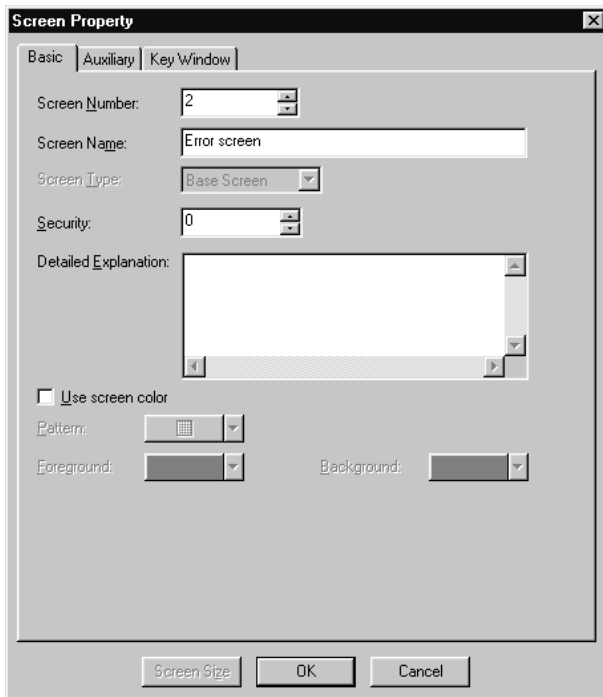 Screen Property
Basic Auxiliary Key Window
Screen Number: 2
Screen Name: Error screen
Screen Type: Base Screen
Security: 0
Detailed Explanation:
Use screen color
Pattern:
Foreground: Background:
Screen Size OK Cancel